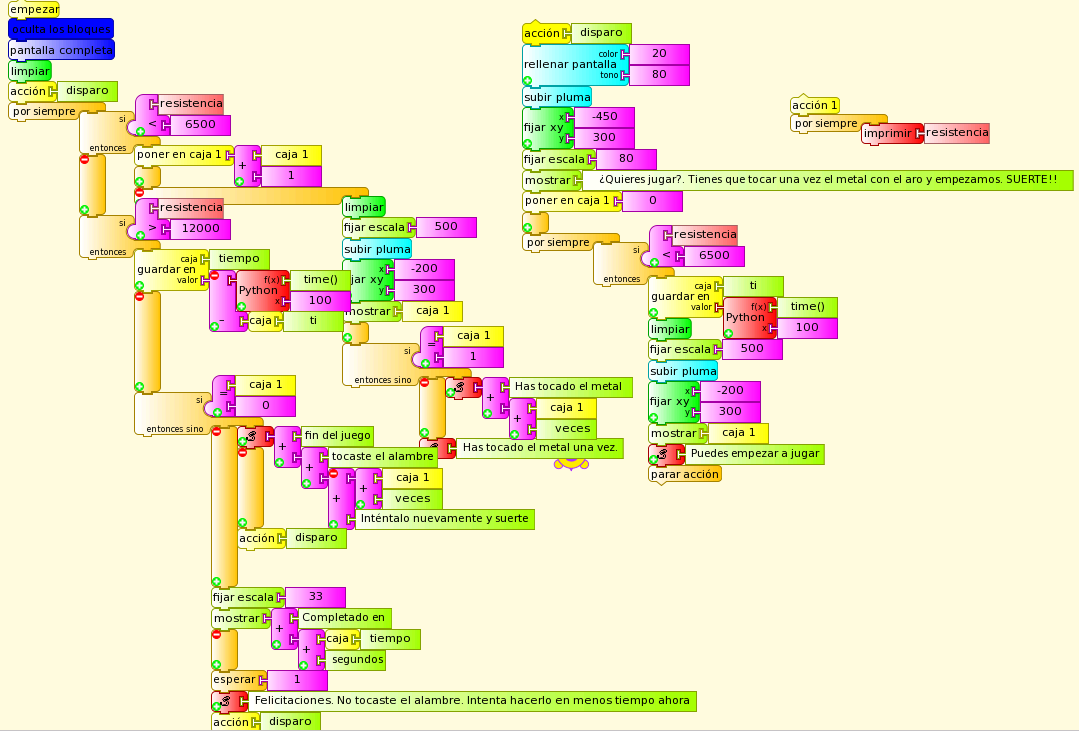 empezar
oculta los bloques
pantalla completa
limpiar
acción disparo
por siempre
si
resistencia
< 6500
entonces
poner en caja 1 + caja 1
1
si
resistencia
> 12000
entonces
guardar en
caja tiempo
valor
Python
f(x) time()
x 100
-
caja ti
si
caja 1
=
0
entonces sino
fin del juego
+
tocaste el alambre
+
caja 1
+
veces
+
Inténtalo nuevamente y suerte
acción disparo
fijar escala 33
mostrar + Completado en
+ caja tiempo
segundos
esperar 1
Felicitaciones. No tocaste el alambre. Intenta hacerlo en menos tiempo ahora
acción disparo
limpiar
fijar escala 500
subir pluma
jar xy
x -200
y 300
mostrar caja 1
si
caja 1
=
1
entonces sino
Has tocado el metal
+
caja 1
+
veces
Has tocado el metal una vez.
acción disparo
rellenar pantalla
color 20
tono 80
subir pluma
fijar xy
x -450
y 300
fijar escala 80
mostrar ¿Quieres jugar?. Tienes que tocar una vez el metal con el aro y empezamos. SUERTE!!
poner en caja 1 0
por siempre
si
resistencia
< 6500
entonces
guardar en
caja ti
valor
Python
f(x) time()
x 100
limpiar
fijar escala 500
subir pluma
fijar xy
x -200
y 300
mostrar caja 1
Puedes empezar a jugar
parar acción
acción 1
por siempre
imprimir resistencia